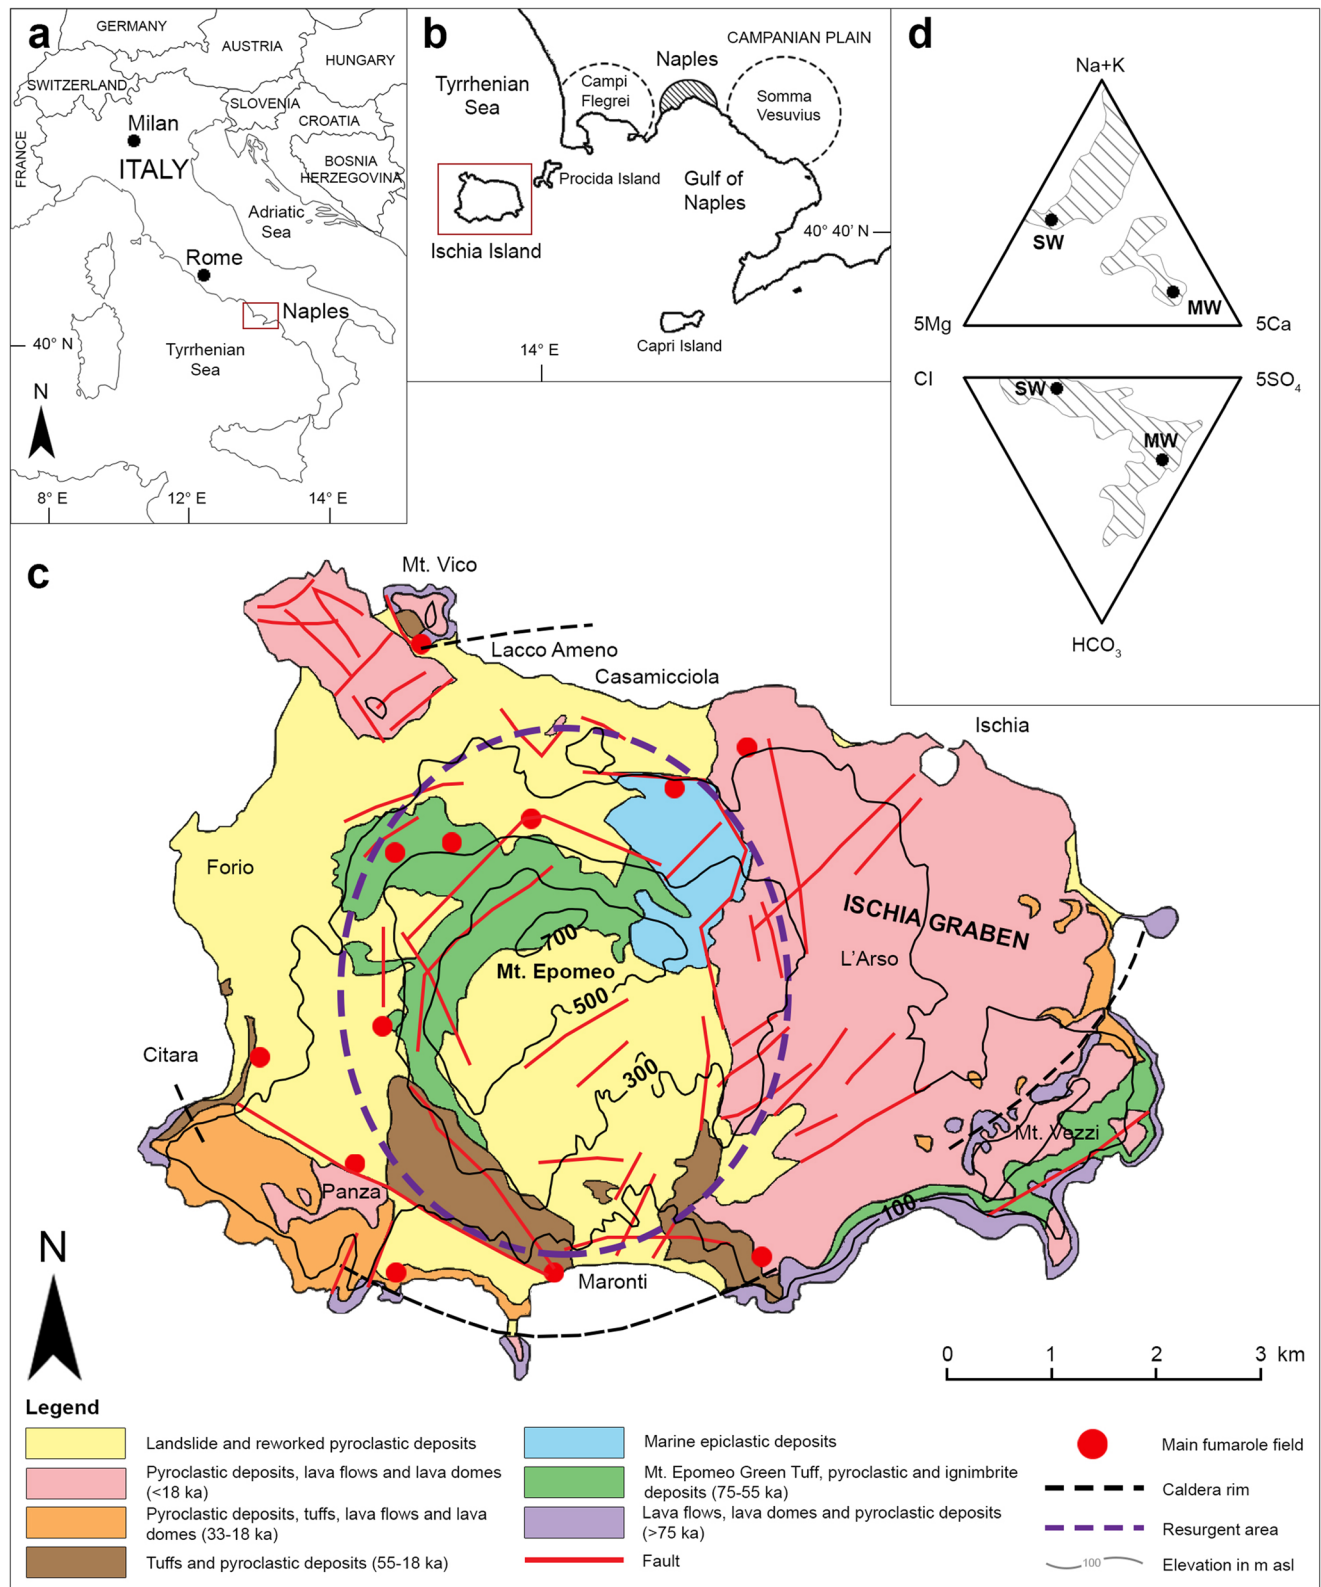 a
GERMANY
AUSTRIA
HUNGARY
SWITZERLAND
SLOVENIA
CROATIA
FRANCE
Milan
ITALY
BOSNIA
HERZEGOVINA
Adriatic
Sea
Rome
Naples
40° N
Tyrrhenian
Sea
N
8° E
12° E
14° E
b
CAMPANIAN PLAIN
Naples
Tyrrhenian
Sea
Campi
Flegrei
Somma
Vesuvius
Procida Island
Gulf of
Naples
40° 40' N
Ischia Island
Capri Island
14° E
d
Na+K
SW
MW
5Mg
5Ca
Cl
5SO4
SW
MW
HCO3
c
Mt. Vico
Lacco Ameno
Casamicciola
Ischia
Forio
ISCHIA GRABEN
700
Mt. Epomeo
L'Arso
500
Citara
300
Mt. Vezzi
Panza
100
Maronti
N
0 1 2 3 km
Legend
Landslide and reworked pyroclastic deposits
Pyroclastic deposits, lava flows and lava domes
(<18 ka)
Pyroclastic deposits, tuffs, lava flows and lava
domes (33-18 ka)
Tuffs and pyroclastic deposits (55-18 ka)
Marine epiclastic deposits
Mt. Epomeo Green Tuff, pyroclastic and ignimbrite
deposits (75-55 ka)
Lava flows, lava domes and pyroclastic deposits
(>75 ka)
Fault
Main fumarole field
Caldera rim
Resurgent area
100
Elevation in m asl